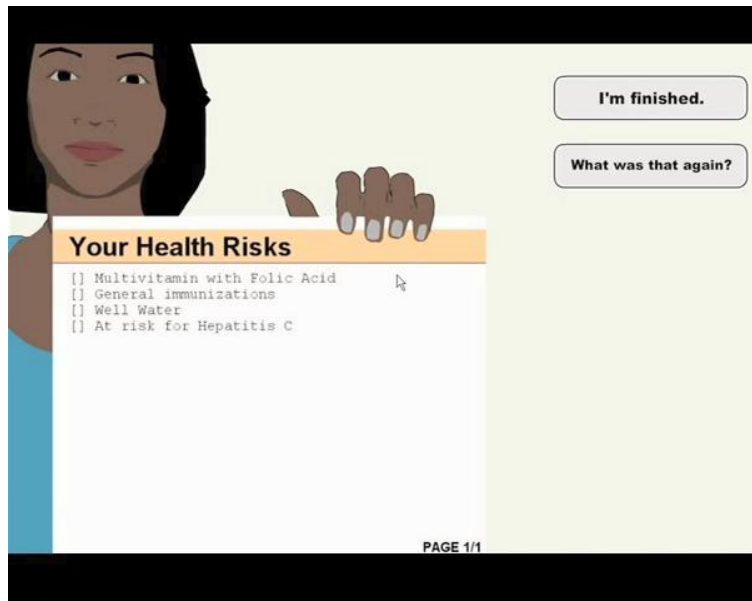 I'm finished.
What was that again?
Your Health Risks
[] Multivitamin with Folic Acid
[] General immunizations
[] Well Water
[] At risk for Hepatitis C
PAGE 1/1